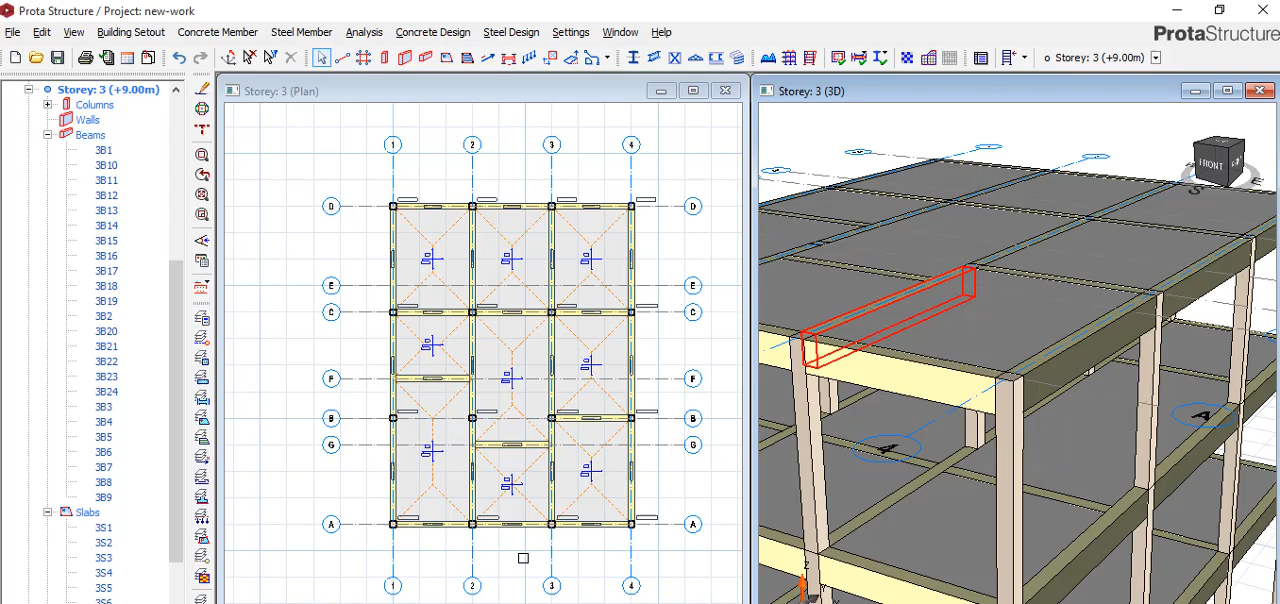 Prota Structure / Project: new-work
File Edit View Building Setout Concrete Member Steel Member Analysis Concrete Design Steel Design Settings Window Help
ProtaStructure
Storey: 3 (+9.00m)
Storey: 3 (+9.00m)
Columns
Walls
Beams
3B1
3B10
3B11
3B12
3B13
3B14
3B15
3B16
3B17
3B18
3B19
3B2
3B20
3B21
3B22
3B23
3B24
3B3
3B4
3B5
3B6
3B7
3B8
3B9
Slabs
3S1
3S2
3S3
3S4
3S5
3S6
Storey: 3 (Plan)
1 2 3 4
D D
E E
C C
F F
B B
G G
A A
1 2 3 4
Storey: 3 (3D)
FRONT
S
E
A
Z